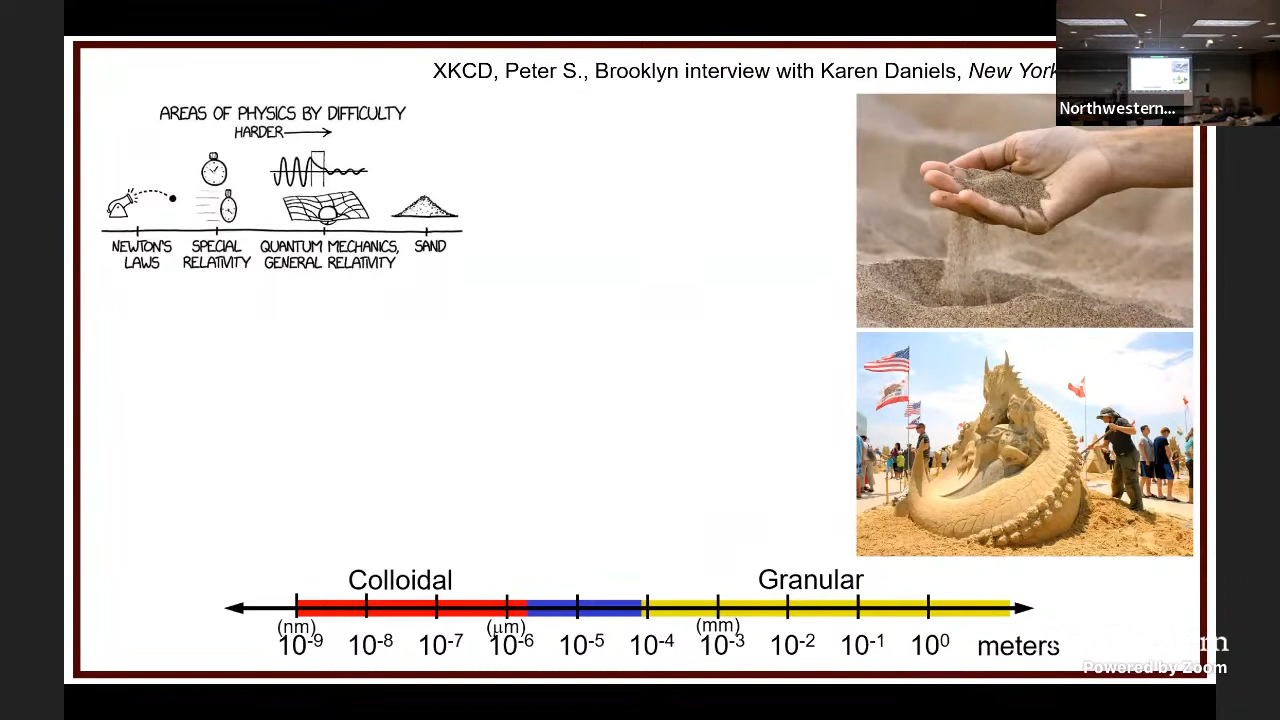 XKCD, Peter S., Brooklyn interview with Karen Daniels, New York
Northwestern...
AREAS OF PHYSICS BY DIFFICULTY
HARDER
NEWTON'S LAWS
SPECIAL RELATIVITY
QUANTUM MECHANICS, GENERAL RELATIVITY
SAND
Colloidal
Granular
(nm)
(μm)
(mm)
10-9 10-8 10-7 10-6 10-5 10-4 10-3 10-2 10-1 100 meters
Powered by Zoom